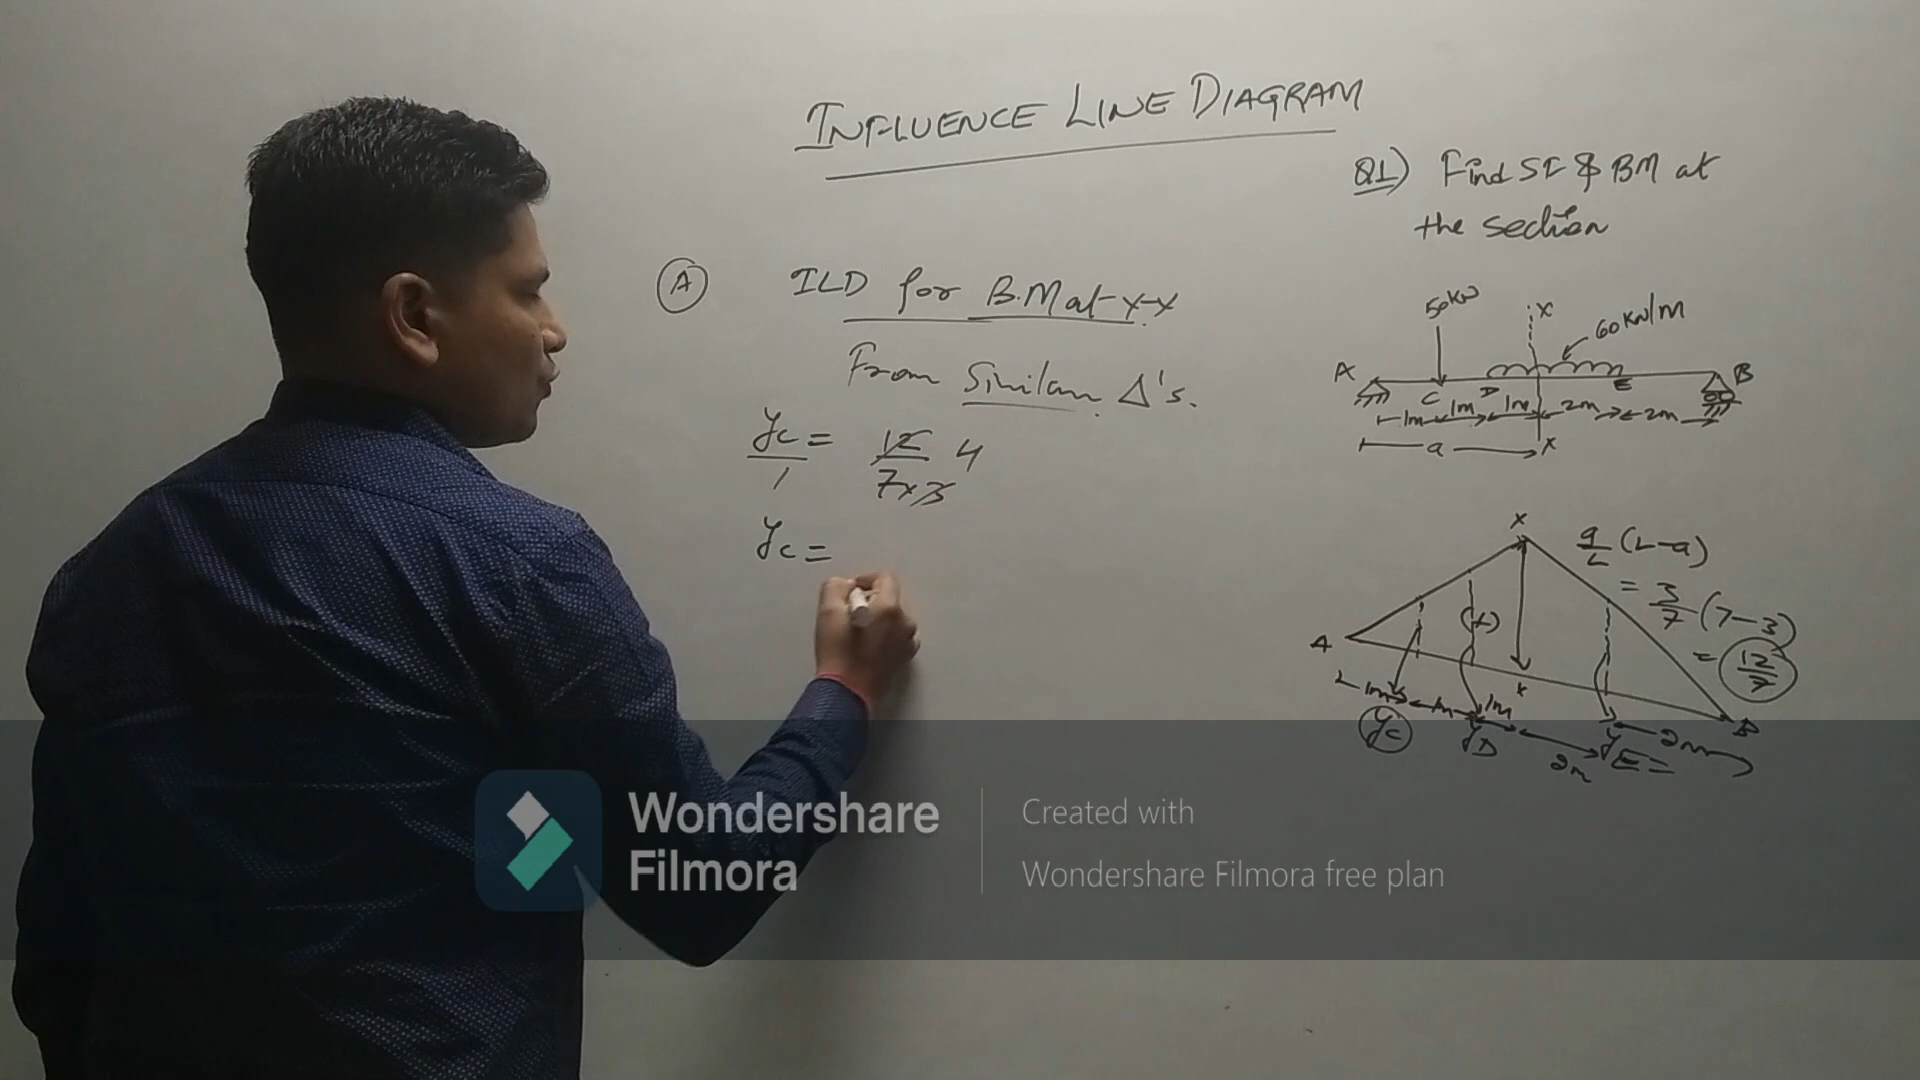 INFLUENCE LINE DIAGRAM
Q1) Find SF & BM at
the section
A ILD for B.M at x-x
From Similar Δ's.
yc/1 = 12/7x3 4
yc =
50KN
x
60KN/M
A C D E B
1m 1m 1m 2m 2m
a x
x
a/L (L-a)
= 3/7 (7-3)
= 12/7
(+)
A x B
1m 1m 1m 2m 2m
yc yD yE =
Wondershare
Filmora
Created with
Wondershare Filmora free plan